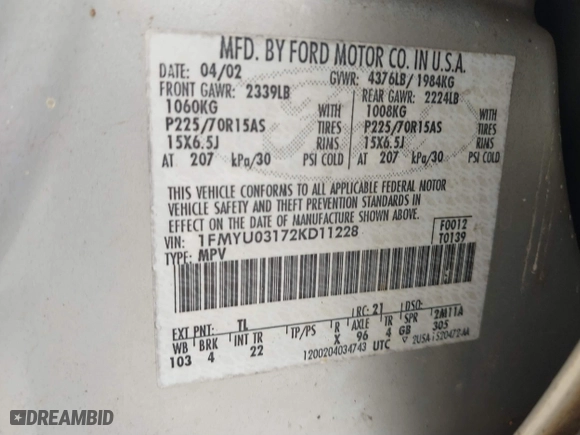 MFD. BY FORD MOTOR CO. IN U.S.A.
DATE: 04/02 GVWR: 4376LB/ 1984KG
FRONT GAWR: 2339LB REAR GAWR: 2224LB
1060KG WITH 1008KG WITH
P225/70R15AS TIRES P225/70R15AS TIRES
15X6.5J RIMS 15X6.5J RIMS
AT 207 kPa/30 PSI COLD AT 207 kPa/30 PSI COLD
THIS VEHICLE CONFORMS TO ALL APPLICABLE FEDERAL MOTOR
VEHICLE SAFETY AND THEFT PREVENTION STANDARDS IN
EFFECT ON THE DATE OF MANUFACTURE SHOWN ABOVE.
VIN: 1FMYU03172KD11228 F0012
TYPE: MPV T0139
RC: 21 DSO:
EXT PNT: TL 2M11A
WB BRK INT TR TP/PS R AXLE TR SPR
103 4 22 X 96 4 GB 305
1200204034743 UTC
DREAMBID